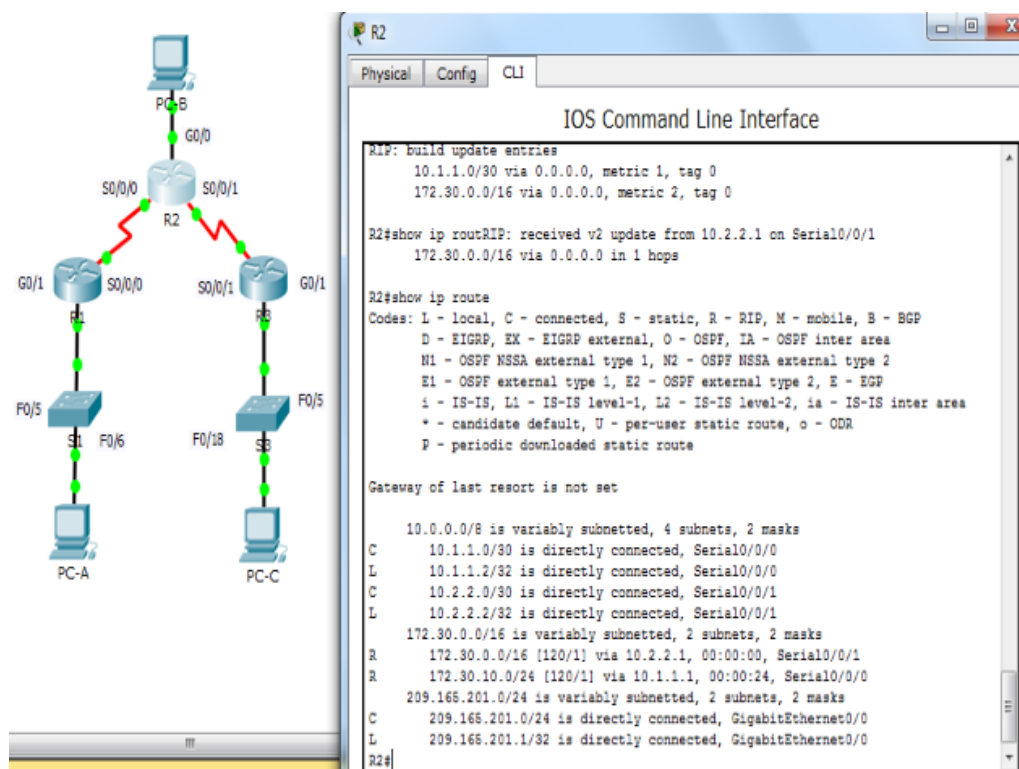 PC-B
G0/0
S0/0/0
S0/0/1
R2
G0/1
S0/0/0
S0/0/1
G0/1
R1
R3
F0/5
F0/5
S1
F0/6
F0/18
S3
PC-A
PC-C
R2
Physical
Config
CLI
IOS Command Line Interface
RIP: build update entries
10.1.1.0/30 via 0.0.0.0, metric 1, tag 0
172.30.0.0/16 via 0.0.0.0, metric 2, tag 0
R2#show ip routRIP: received v2 update from 10.2.2.1 on Serial0/0/1
172.30.0.0/16 via 0.0.0.0 in 1 hops
R2#show ip route
Codes: L - local, C - connected, S - static, R - RIP, M - mobile, B - BGP
D - EIGRP, EX - EIGRP external, O - OSPF, IA - OSPF inter area
N1 - OSPF NSSA external type 1, N2 - OSPF NSSA external type 2
E1 - OSPF external type 1, E2 - OSPF external type 2, E - EGP
i - IS-IS, L1 - IS-IS level-1, L2 - IS-IS level-2, ia - IS-IS inter area
* - candidate default, U - per-user static route, o - ODR
P - periodic downloaded static route
Gateway of last resort is not set
10.0.0.0/8 is variably subnetted, 4 subnets, 2 masks
C 10.1.1.0/30 is directly connected, Serial0/0/0
L 10.1.1.2/32 is directly connected, Serial0/0/0
C 10.2.2.0/30 is directly connected, Serial0/0/1
L 10.2.2.2/32 is directly connected, Serial0/0/1
172.30.0.0/16 is variably subnetted, 2 subnets, 2 masks
R 172.30.0.0/16 [120/1] via 10.2.2.1, 00:00:00, Serial0/0/1
R 172.30.10.0/24 [120/1] via 10.1.1.1, 00:00:24, Serial0/0/0
209.165.201.0/24 is variably subnetted, 2 subnets, 2 masks
C 209.165.201.0/24 is directly connected, GigabitEthernet0/0
L 209.165.201.1/32 is directly connected, GigabitEthernet0/0
R2#